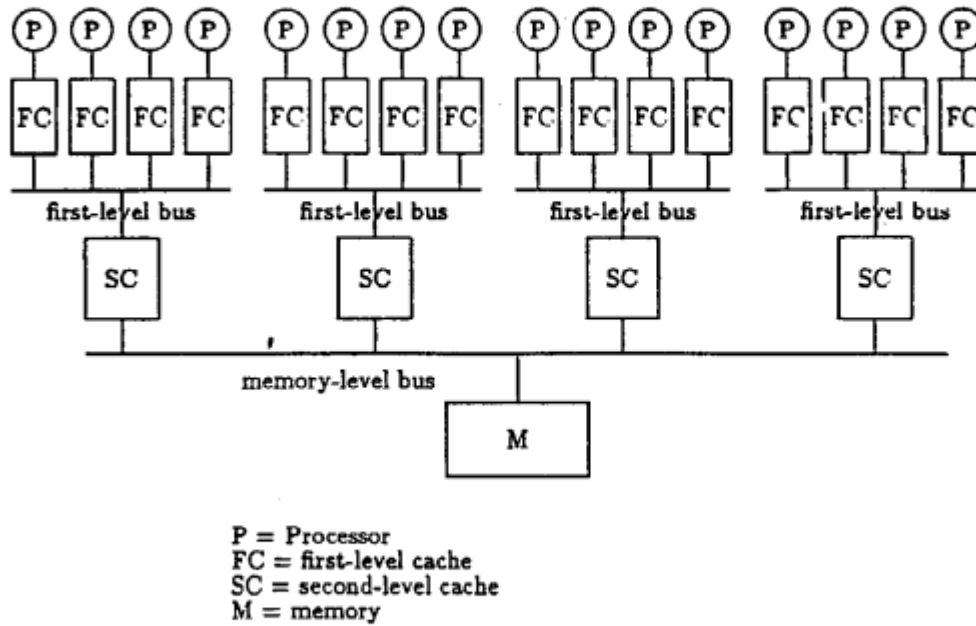 P P P P P P P P P P P P P P P P
FC FC FC FC FC FC FC FC FC FC FC FC FC FC FC FC
first-level bus first-level bus first-level bus first-level bus
SC SC SC SC
memory-level bus
M
P = Processor
FC = first-level cache
SC = second-level cache
M = memory